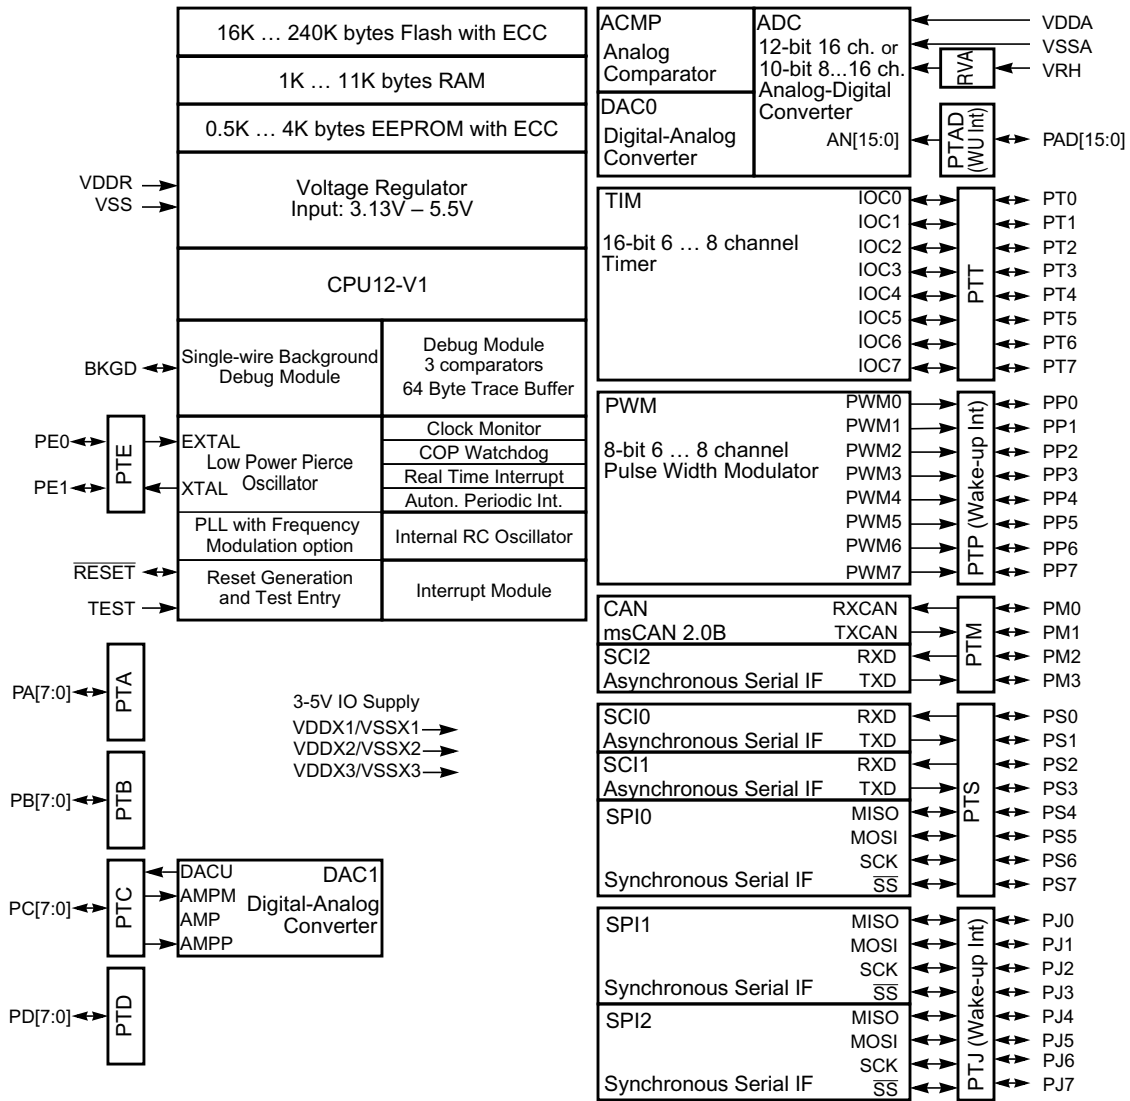 16K … 240K bytes Flash with ECC
1K … 11K bytes RAM
0.5K … 4K bytes EEPROM with ECC
VDDR
VSS
Voltage Regulator
Input: 3.13V – 5.5V
CPU12-V1
BKGD
Single-wire Background
Debug Module
Debug Module
3 comparators
64 Byte Trace Buffer
PE0
PE1
PTE
EXTAL
Low Power Pierce
Oscillator
XTAL
Clock Monitor
COP Watchdog
Real Time Interrupt
Auton. Periodic Int.
PLL with Frequency
Modulation option
Internal RC Oscillator
RESET
TEST
Reset Generation
and Test Entry
Interrupt Module
PA[7:0]
PTA
PB[7:0]
PTB
3-5V IO Supply
VDDX1/VSSX1
VDDX2/VSSX2
VDDX3/VSSX3
PC[7:0]
PTC
DACU
AMPM
AMP
AMPP
DAC1
Digital-Analog
Converter
PD[7:0]
PTD
ACMP
Analog
Comparator
DAC0
Digital-Analog
Converter
ADC
12-bit 16 ch. or
10-bit 8...16 ch.
Analog-Digital
Converter
AN[15:0]
RVA
PTAD
(WU Int)
VDDA
VSSA
VRH
PAD[15:0]
TIM
16-bit 6 … 8 channel
Timer
IOC0
IOC1
IOC2
IOC3
IOC4
IOC5
IOC6
IOC7
PTT
PT0
PT1
PT2
PT3
PT4
PT5
PT6
PT7
PWM
8-bit 6 … 8 channel
Pulse Width Modulator
PWM0
PWM1
PWM2
PWM3
PWM4
PWM5
PWM6
PWM7
PTP (Wake-up Int)
PP0
PP1
PP2
PP3
PP4
PP5
PP6
PP7
CAN
msCAN 2.0B
RXCAN
TXCAN
SCI2
Asynchronous Serial IF
RXD
TXD
PTM
PM0
PM1
PM2
PM3
SCI0
Asynchronous Serial IF
RXD
TXD
SCI1
Asynchronous Serial IF
RXD
TXD
SPI0
Synchronous Serial IF
MISO
MOSI
SCK
SS
PTS
PS0
PS1
PS2
PS3
PS4
PS5
PS6
PS7
SPI1
Synchronous Serial IF
MISO
MOSI
SCK
SS
SPI2
Synchronous Serial IF
MISO
MOSI
SCK
SS
PTJ (Wake-up Int)
PJ0
PJ1
PJ2
PJ3
PJ4
PJ5
PJ6
PJ7